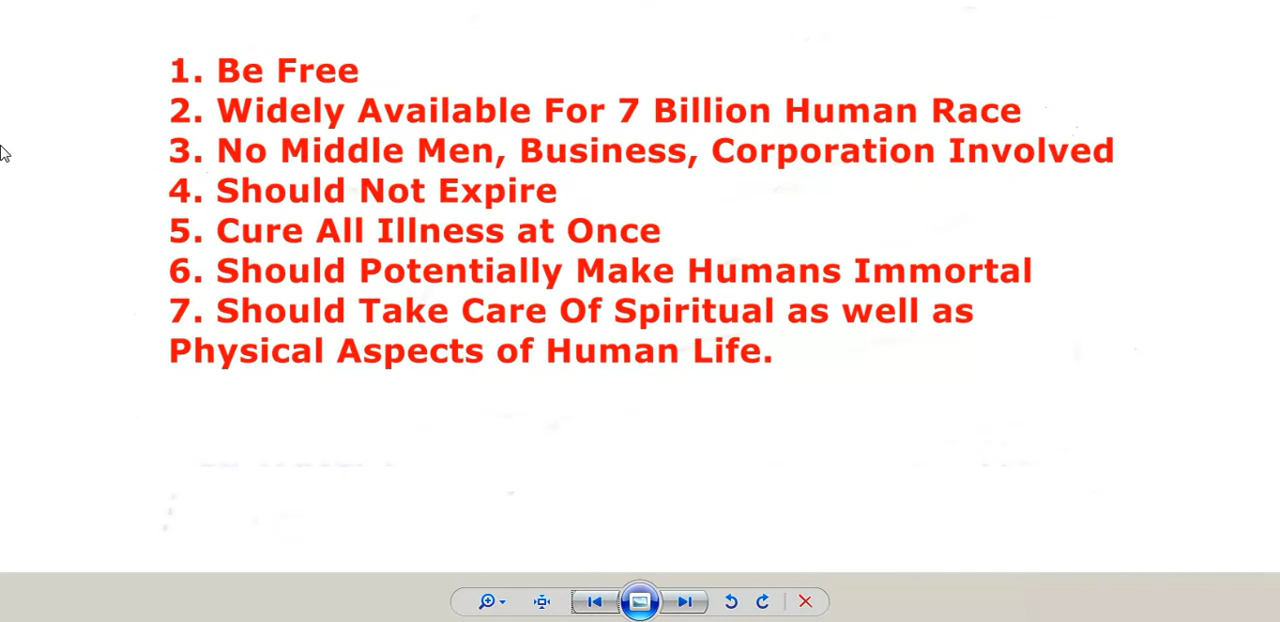 1. Be Free
2. Widely Available For 7 Billion Human Race
3. No Middle Men, Business, Corporation Involved
4. Should Not Expire
5. Cure All Illness at Once
6. Should Potentially Make Humans Immortal
7. Should Take Care Of Spiritual as well as
Physical Aspects of Human Life.